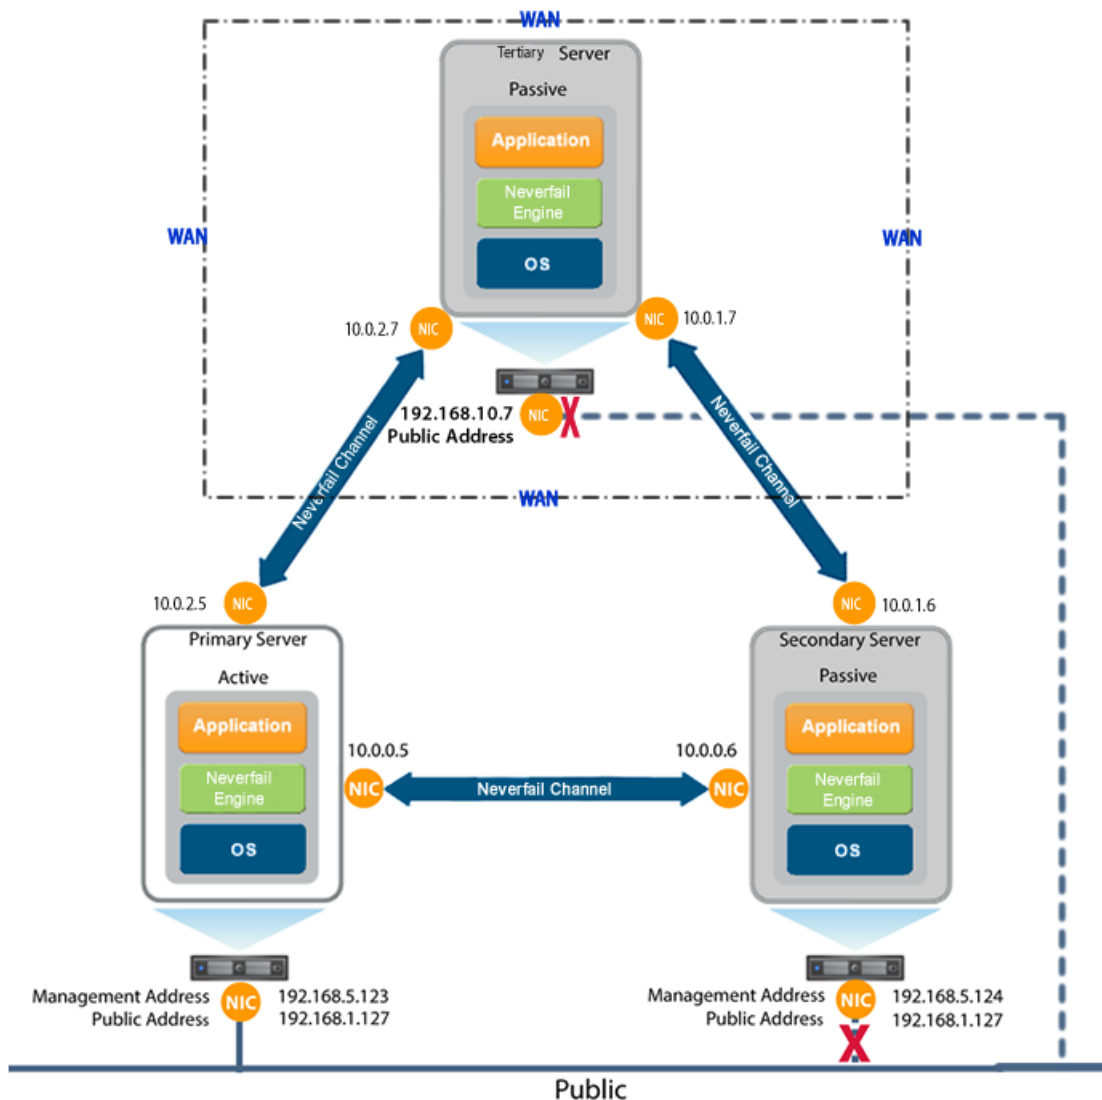 WAN
Tertiary Server
Passive
Application
Neverfail
Engine
OS
WAN
WAN
10.0.2.7
NIC
NIC
10.0.1.7
192.168.10.7
Public Address
NIC
X
Neverfail Channel
Neverfail Channel
WAN
10.0.2.5
NIC
NIC
10.0.1.6
Primary Server
Active
Application
Neverfail
Engine
OS
Secondary Server
Passive
Application
Neverfail
Engine
OS
10.0.0.5
NIC
Neverfail Channel
10.0.0.6
NIC
Management Address
Public Address
NIC
192.168.5.123
192.168.1.127
Management Address
Public Address
NIC
192.168.5.124
192.168.1.127
X
Public